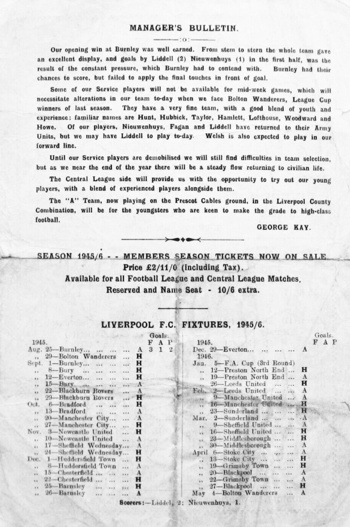 MANAGER'S BULLETIN.
Our opening win at Burnley was well earned. From stem to stern the whole team gave
an excellent display, and goals by Liddell (2) Nieuwenhuys (1) in the first half, was the
result of the constant pressure, which Burnley had to contend with. Burnley had their
chances to score, but failed to apply the final touches in front of goal.
Some of our Service players will not be available for mid-week games, which will
necessitate alterations in our team to-day when we face Bolton Wanderers, League Cup
winners of last season. They have a very fine team, with a good blend of youth and
experience: familiar names are Hunt, Hubbick, Taylor, Hamlett, Lofthouse, Woodward and
Howe. Of our players, Nieuwenhuys, Fagan and Liddell have returned to their Army
Units, but we may have Liddell to play to-day. Welsh is also expected to play in our
forward line.
Until our Service players are demobilised we will still find difficulties in team selection,
but as we near the end of the year there will be a steady flow returning to civilian life.
The Central League side will provide us with the opportunity to try out our young
players, with a blend of experienced players alongside them.
The "A" Team, now playing on the Prescot Cables ground, in the Liverpool County
Combination, will be for the youngsters who are keen to make the grade to high-class
football.
GEORGE KAY.
SEASON 1945/6 - - MEMBERS SEASON TICKETS NOW ON SALE.
Price £2/11/0 (Including Tax).
Available for all Football League and Central League Matches.
Reserved and Name Seat - 10/6 extra.
LIVERPOOL F.C. FIXTURES, 1945/6.
Goals.
1945. F A P
Aug. 25—Burnley... ... ... ... A 3 1 2
,, 29—Bolton Wanderers ... H
Sept. 1—Burnley ... ... ... H
,, 8—Bury ... ... ... H
,, 12—Everton... ... ... H
,, 15—Bury... ... ... A
,, 22—Blackburn Rovers ... A
,, 29—Blackburn Rovers ... H
Oct. 6—Bradford ... ... ... H
,, 13—Bradford ... ... ... A
,, 20—Manchester City ... A
,, 27—Manchester City ... H
Nov. 3—Newcastle United ... H
,, 10—Newcastle United ... A
,, 17—Sheffield Wednesday... A
,, 24—Sheffield Wednesday... H
Dec. 1—Huddersfield Town ... H
,, 8—Huddersfield Town ... A
,, 15—Chesterfield ... ... A
,, 22—Chesterfield ... ... H
,, 25—Barnsley ... ... H
,, 26—Barnsley ... ... A
Goals.
1945. F A P
Dec. 29—Everton... ... ... ... A
1946.
Jan. 5—F.A. Cup (3rd Round)
,, 12—Preston North End ... H
,, 19—Preston North End ... A
,, 26—Leeds United ... H
Feb. 2—Leeds United ... A
,, 9—Manchester United ... A
,, 16—Manchester United ... H
,, 23—Sunderland ... ... H
Mar. 2—Sunderland ... ... A
,, 9—Sheffield United ... A
,, 16—Sheffield United ... H
,, 23—Middlesborough ... H
,, 30—Middlesborough ... A
April 6—Stoke City ... ... A
,, 13—Stoke City ... ... H
,, 19—Grimsby Town ... H
,, 20—Blackpool ... ... A
,, 22—Grimsby Town ... A
,, 27—Blackpool ... ... H
May 4—Bolton Wanderers ... A
Scorers:—Liddell, 2; Nieuwenhuys, 1.